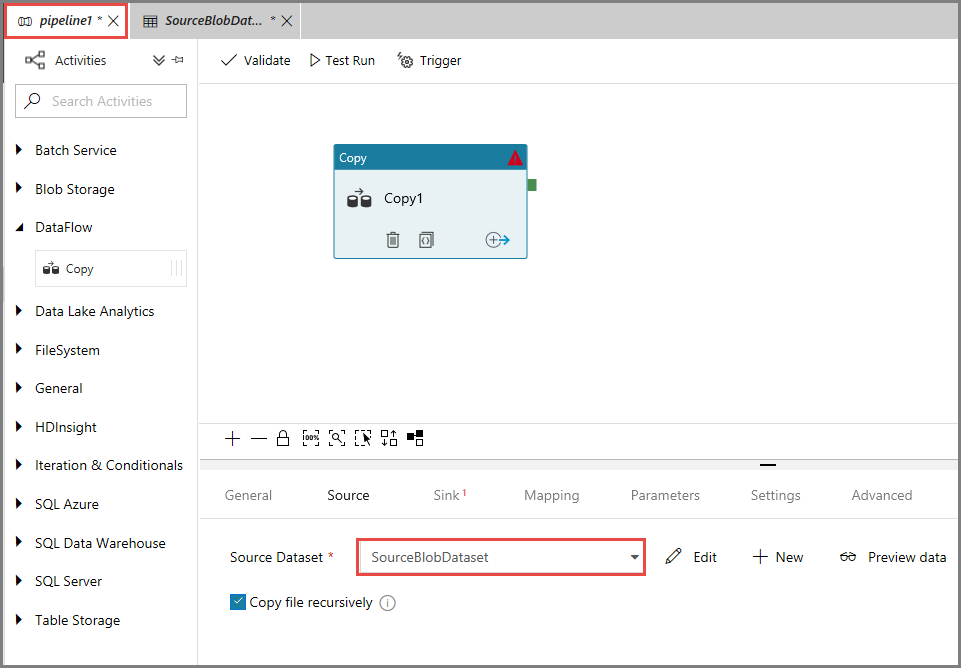 pipeline1 * SourceBlobDat... *
Activities
Validate Test Run Trigger
Search Activities
Batch Service
Blob Storage
DataFlow
Copy
Data Lake Analytics
FileSystem
General
HDInsight
Iteration & Conditionals
SQL Azure
SQL Data Warehouse
SQL Server
Table Storage
Copy
Copy1
100%
General Source Sink 1 Mapping Parameters Settings Advanced
Source Dataset * SourceBlobDataset Edit New Preview data
Copy file recursively